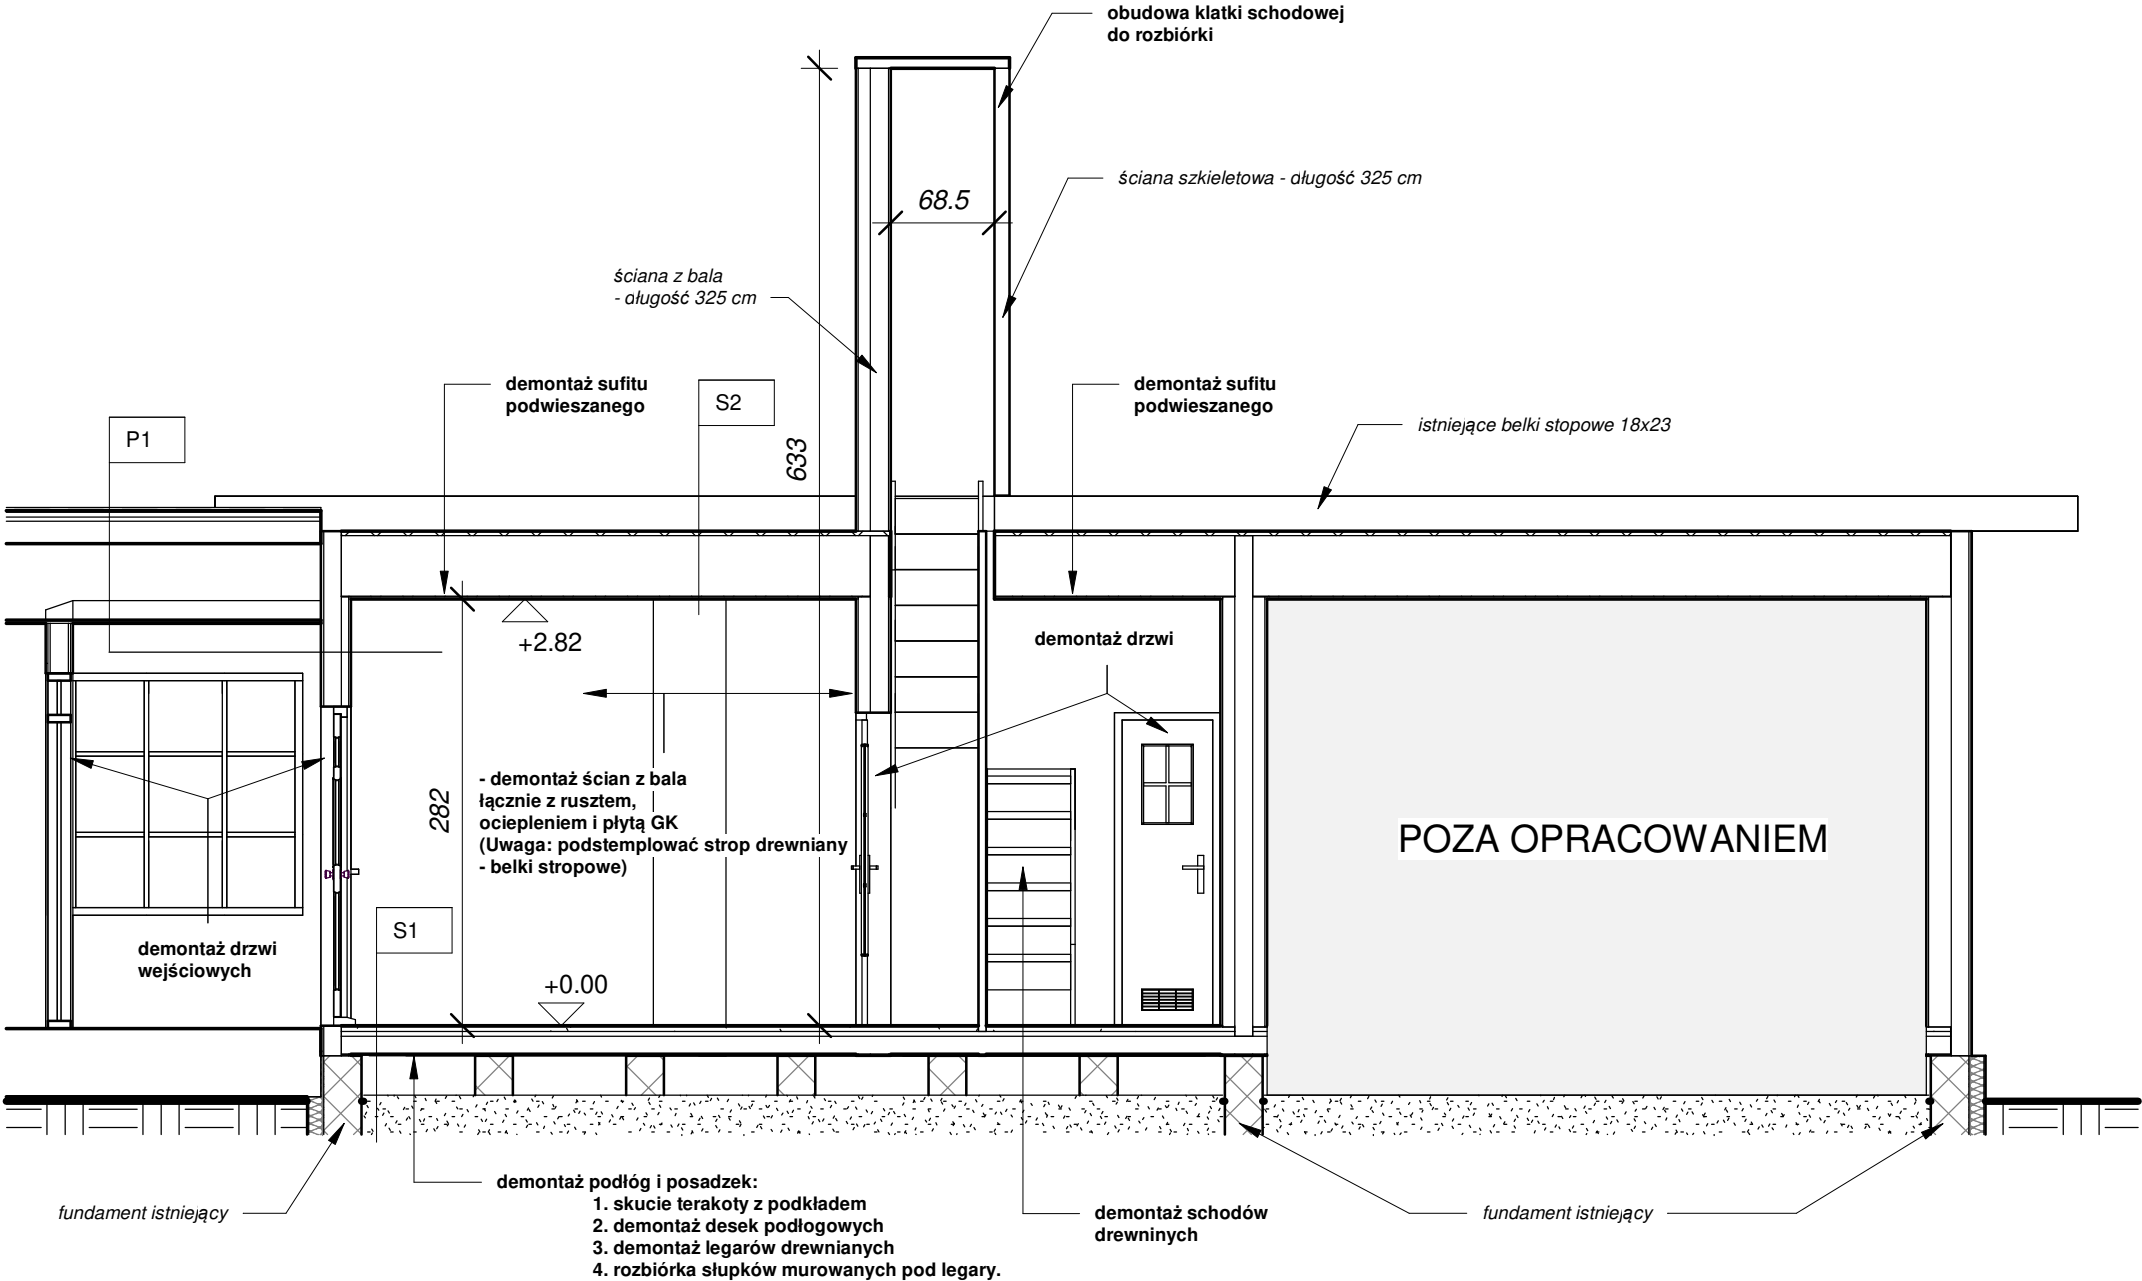 obudowa klatki schodowej
do rozbiórki
ściana szkieletowa - długość 325 cm
68.5
ściana z bala
- długość 325 cm
demontaż sufitu
podwieszanego
S2
demontaż sufitu
podwieszanego
istniejące belki stopowe 18x23
P1
633
+2.82
demontaż drzwi
282
- demontaż ścian z bala
łącznie z rusztem,
ociepleniem i płytą GK
(Uwaga: podstemplować strop drewniany
- belki stropowe)
POZA OPRACOWANIEM
S1
demontaż drzwi
wejściowych
+0.00
demontaż podłóg i posadzek:
1. skucie terakoty z podkładem
2. demontaż desek podłogowych
3. demontaż legarów drewnianych
4. rozbiórka słupków murowanych pod legary.
fundament istniejący
demontaż schodów
drewninych
fundament istniejący